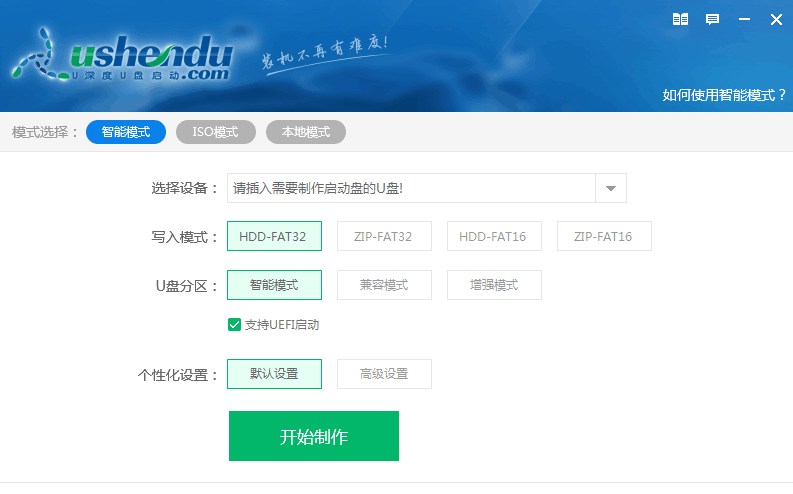 ushendu
U深度U盘启动.com
装机不再有难度!
如何使用智能模式?
模式选择: 智能模式 ISO模式 本地模式
选择设备: 请插入需要制作启动盘的U盘!
写入模式: HDD-FAT32 ZIP-FAT32 HDD-FAT16 ZIP-FAT16
U盘分区: 智能模式 兼容模式 增强模式
支持UEFI启动
个性化设置: 默认设置 高级设置
开始制作